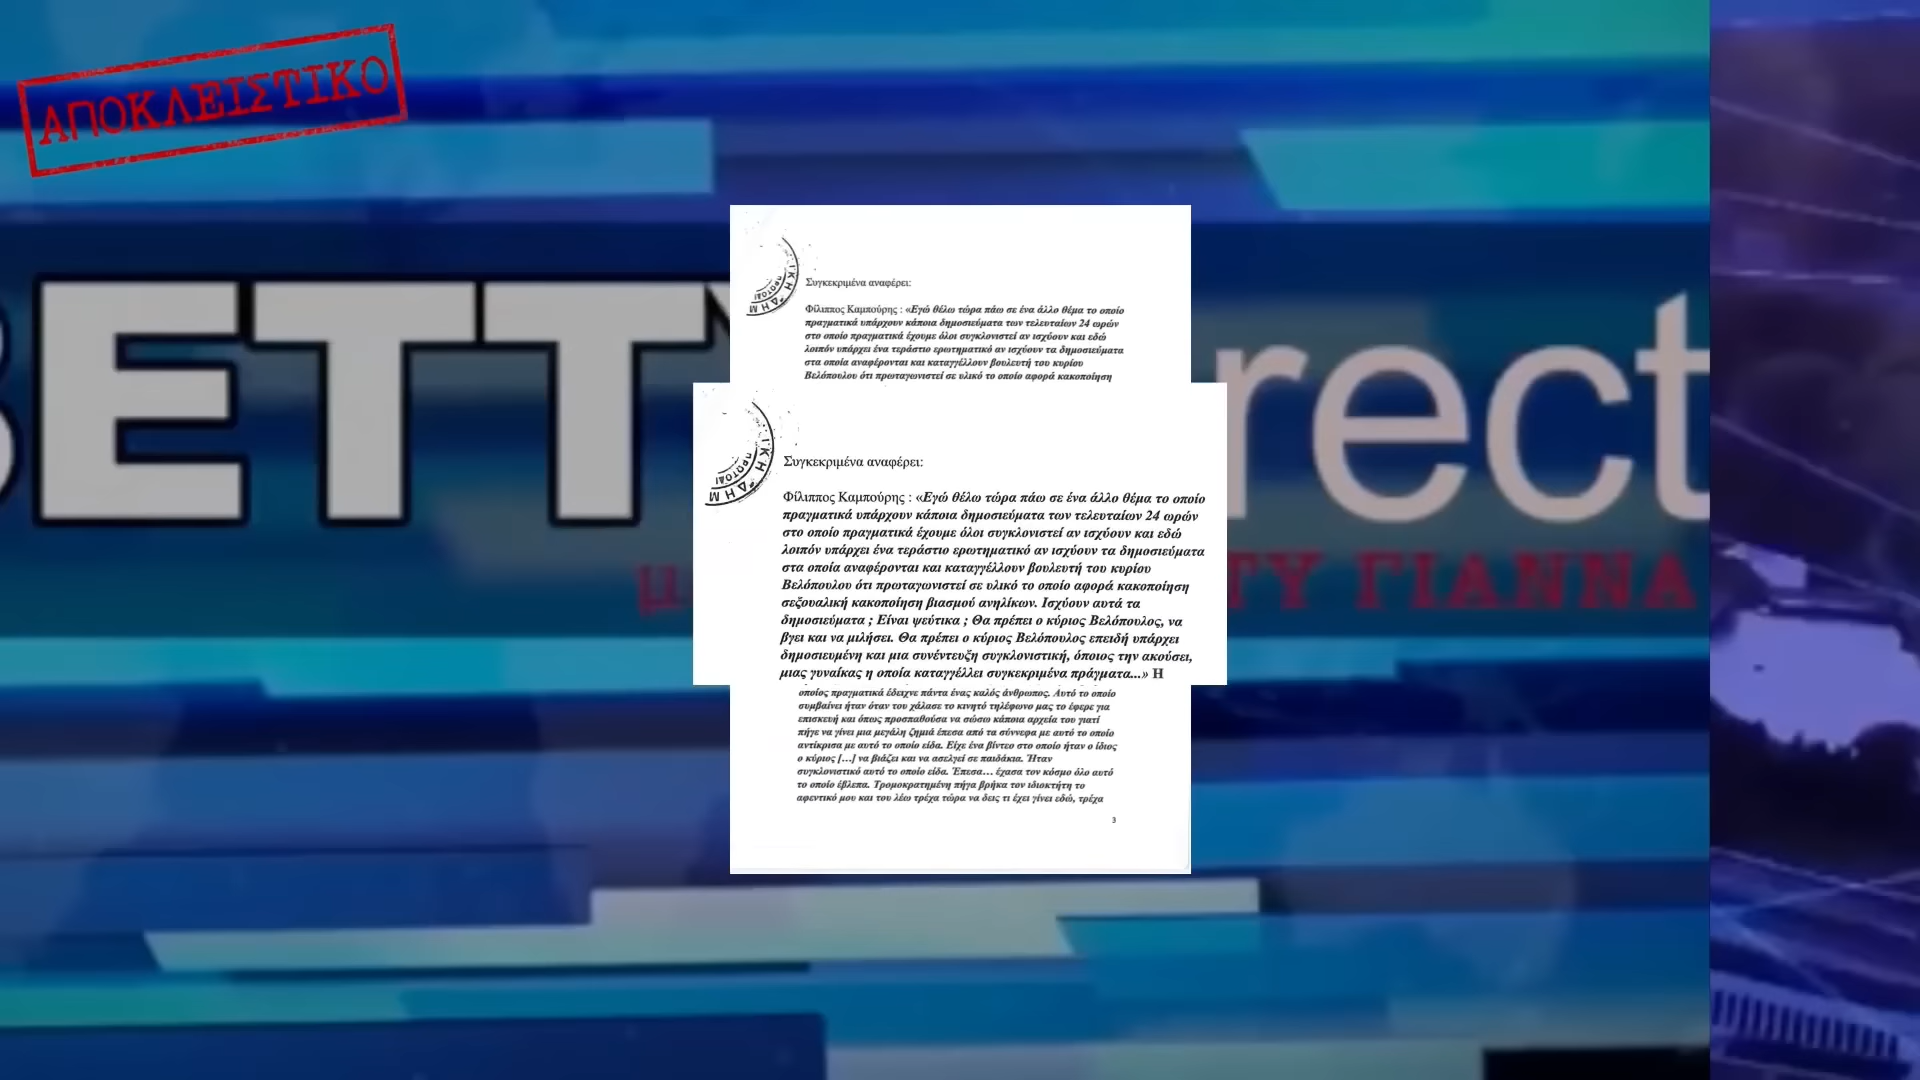 ΑΠΟΚΛΕΙΣΤΙΚΟ
BETTY
rect
μ
ΤΥ ΓΙΑΝΝΑ
Συγκεκριμένα αναφέρει:
Φίλιππος Καμπούρης : «Εγώ θέλω τώρα πάω σε ένα άλλο θέμα το οποίο
πραγματικά υπάρχουν κάποια δημοσιεύματα των τελευταίων 24 ωρών
στο οποίο πραγματικά έχουμε όλοι συγκλονιστεί αν ισχύουν και εδώ
λοιπόν υπάρχει ένα τεράστιο ερωτηματικό αν ισχύουν τα δημοσιεύματα
στα οποία αναφέρονται και καταγγέλλουν βουλευτή του κυρίου
Βελόπουλου ότι πρωταγωνιστεί σε υλικό το οποίο αφορά κακοποίηση
ΙΚΗ ΔΗΜ
ΠΡΩΤΟΔΙ
Συγκεκριμένα αναφέρει:
Φίλιππος Καμπούρης : «Εγώ θέλω τώρα πάω σε ένα άλλο θέμα το οποίο
πραγματικά υπάρχουν κάποια δημοσιεύματα των τελευταίων 24 ωρών
στο οποίο πραγματικά έχουμε όλοι συγκλονιστεί αν ισχύουν και εδώ
λοιπόν υπάρχει ένα τεράστιο ερωτηματικό αν ισχύουν τα δημοσιεύματα
στα οποία αναφέρονται και καταγγέλλουν βουλευτή του κυρίου
Βελόπουλου ότι πρωταγωνιστεί σε υλικό το οποίο αφορά κακοποίηση
σεξουαλική κακοποίηση βιασμού ανηλίκων. Ισχύουν αυτά τα
δημοσιεύματα ; Είναι ψεύτικα ; Θα πρέπει ο κύριος Βελόπουλος, να
βγει και να μιλήσει. Θα πρέπει ο κύριος Βελόπουλος επειδή υπάρχει
δημοσιευμένη και μια συνέντευξη συγκλονιστική, όποιος την ακούσει,
μιας γυναίκας η οποία καταγγέλλει συγκεκριμένα πράγματα...» Η
οποίος πραγματικά έδειχνε πάντα ένας καλός άνθρωπος. Αυτό το οποίο
συμβαίνει ήταν όταν του χάλασε το κινητό τηλέφωνο μας το έφερε για
επισκευή και όπως προσπαθούσα να σώσω κάποια αρχεία του γιατί
πήγε να γίνει μια μεγάλη ζημιά έπεσα από τα σύννεφα με αυτό το οποίο
αντίκρισα με αυτό το οποίο είδα. Είχε ένα βίντεο στο οποίο ήταν ο ίδιος
ο κύριος [...] να βιάζει και να ασελγεί σε παιδάκια. Ήταν
συγκλονιστικό αυτό το οποίο είδα. Έπεσα… έχασα τον κόσμο όλο αυτό
το οποίο έβλεπα. Τρομοκρατημένη πήγα βρήκα τον ιδιοκτήτη το
αφεντικό μου και του λέω τρέχα τώρα να δεις τι έχει γίνει εδώ, τρέχα
3